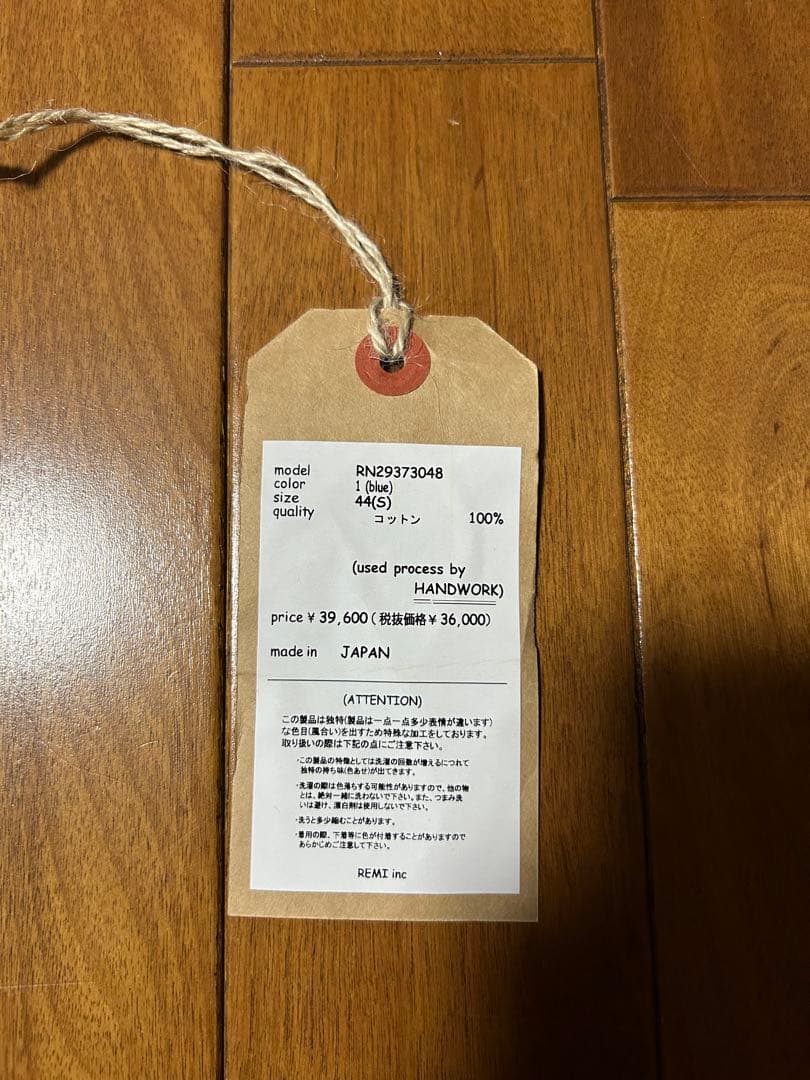 model RN29373048
color 1 (blue)
size 44(S)
quality コットン 100%
(used process by
HANDWORK)
price ¥ 39,600 (税抜価格¥ 36,000)
made in JAPAN
(ATTENTION)
この製品は独特(製品は一点一点多少表情が違います)
な色目(風合い)を出すため特殊な加工をしております。
取り扱いの際は下記の点にご注意下さい。
・この製品の特徴としては洗濯の回数が増えるにつれて
独特の持ち味(色あせ)が出てきます。
・洗濯の際は色落ちする可能性がありますので、他の物
とは、絶対一緒に洗わないで下さい。また、つまみ洗
いは避け、漂白剤は使用しないで下さい。
・洗うと多少縮むことがあります。
・着用の際、下着等に色が付着することがありますので
あらかじめご注意して下さい。
REMI inc